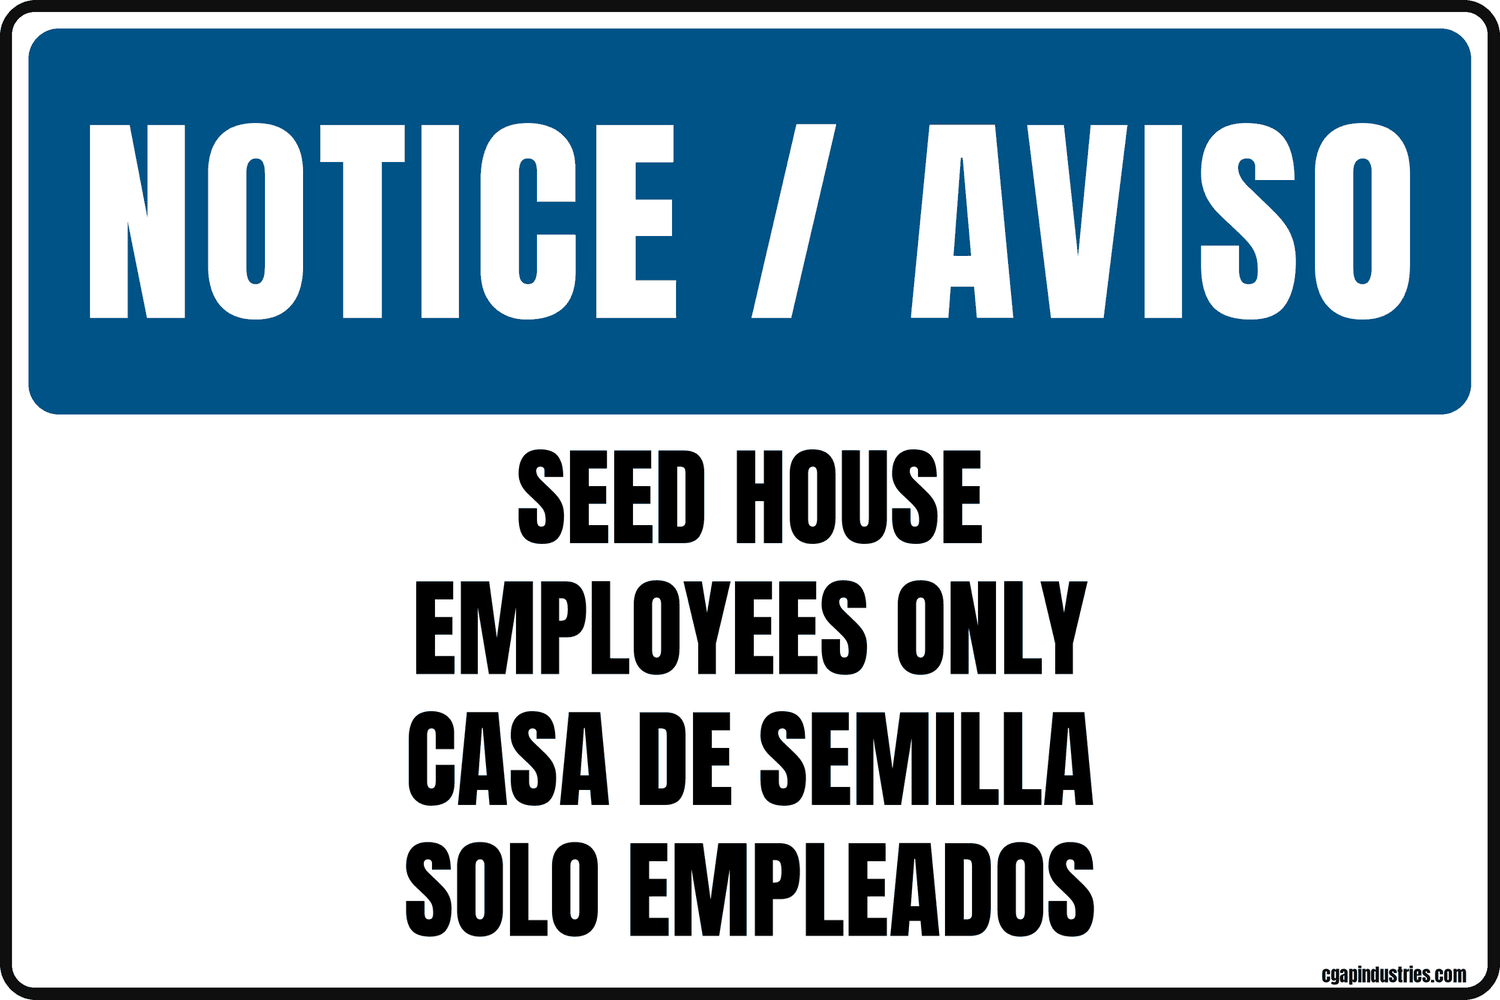 NOTICE / AVISO
SEED HOUSE
EMPLOYEES ONLY
CASA DE SEMILLA
SOLO EMPLEADOS
cgapindustries.com